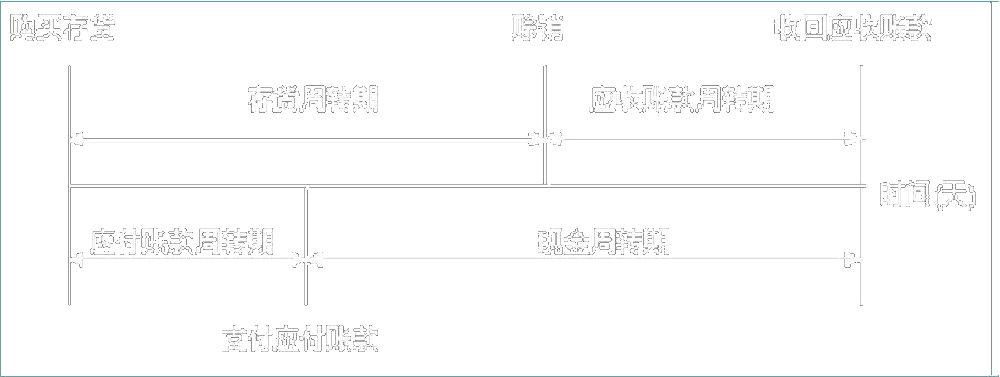 购买存货 赊销 收回应收账款
存货周转期 应收账款周转期
时间(天)
应付账款周转期 现金周转期
支付应付账款